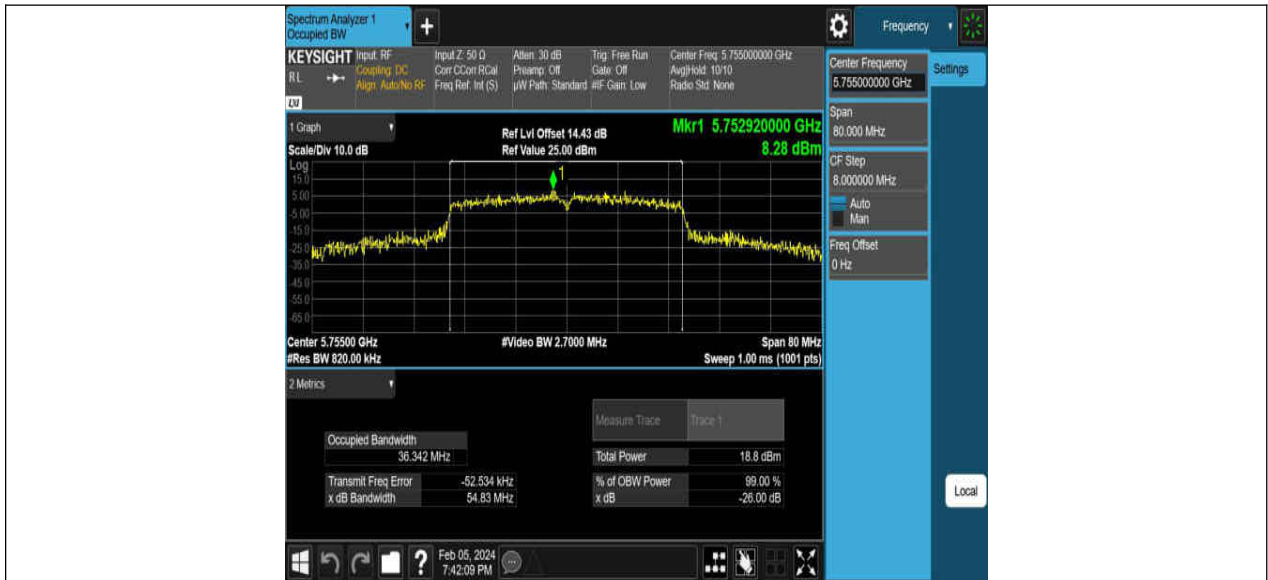 Spectrum Analyzer 1
Occupied BW
Frequency
KEYSIGHT
RL
LXI
Input: RF
Coupling: DC
Align: Auto/No RF
Input Z: 50 Ω
Corr CCorr RCal
Freq Ref: Int (S)
Atten: 30 dB
Preamp: Off
µW Path: Standard
Trig: Free Run
Gate: Off
#IF Gain: Low
Center Freq: 5.755000000 GHz
Avg|Hold: 10/10
Radio Std: None
Center Frequency
5.755000000 GHz
Settings
Span
80.000 MHz
CF Step
8.000000 MHz
Auto
Man
Freq Offset
0 Hz
1 Graph
Scale/Div 10.0 dB
Ref Lvl Offset 14.43 dB
Ref Value 25.00 dBm
Mkr1 5.752920000 GHz
8.28 dBm
Log
15.0
5.00
-5.00
-15.0
-25.0
-35.0
-45.0
-55.0
-65.0
1
Center 5.75500 GHz
#Res BW 820.00 kHz
#Video BW 2.7000 MHz
Span 80 MHz
Sweep 1.00 ms (1001 pts)
2 Metrics
Measure Trace Trace 1
Occupied Bandwidth
36.342 MHz
Total Power 18.8 dBm
Transmit Freq Error -52.534 kHz
% of OBW Power 99.00 %
x dB Bandwidth 54.83 MHz
x dB -26.00 dB
Local
Feb 05, 2024
7:42:09 PM